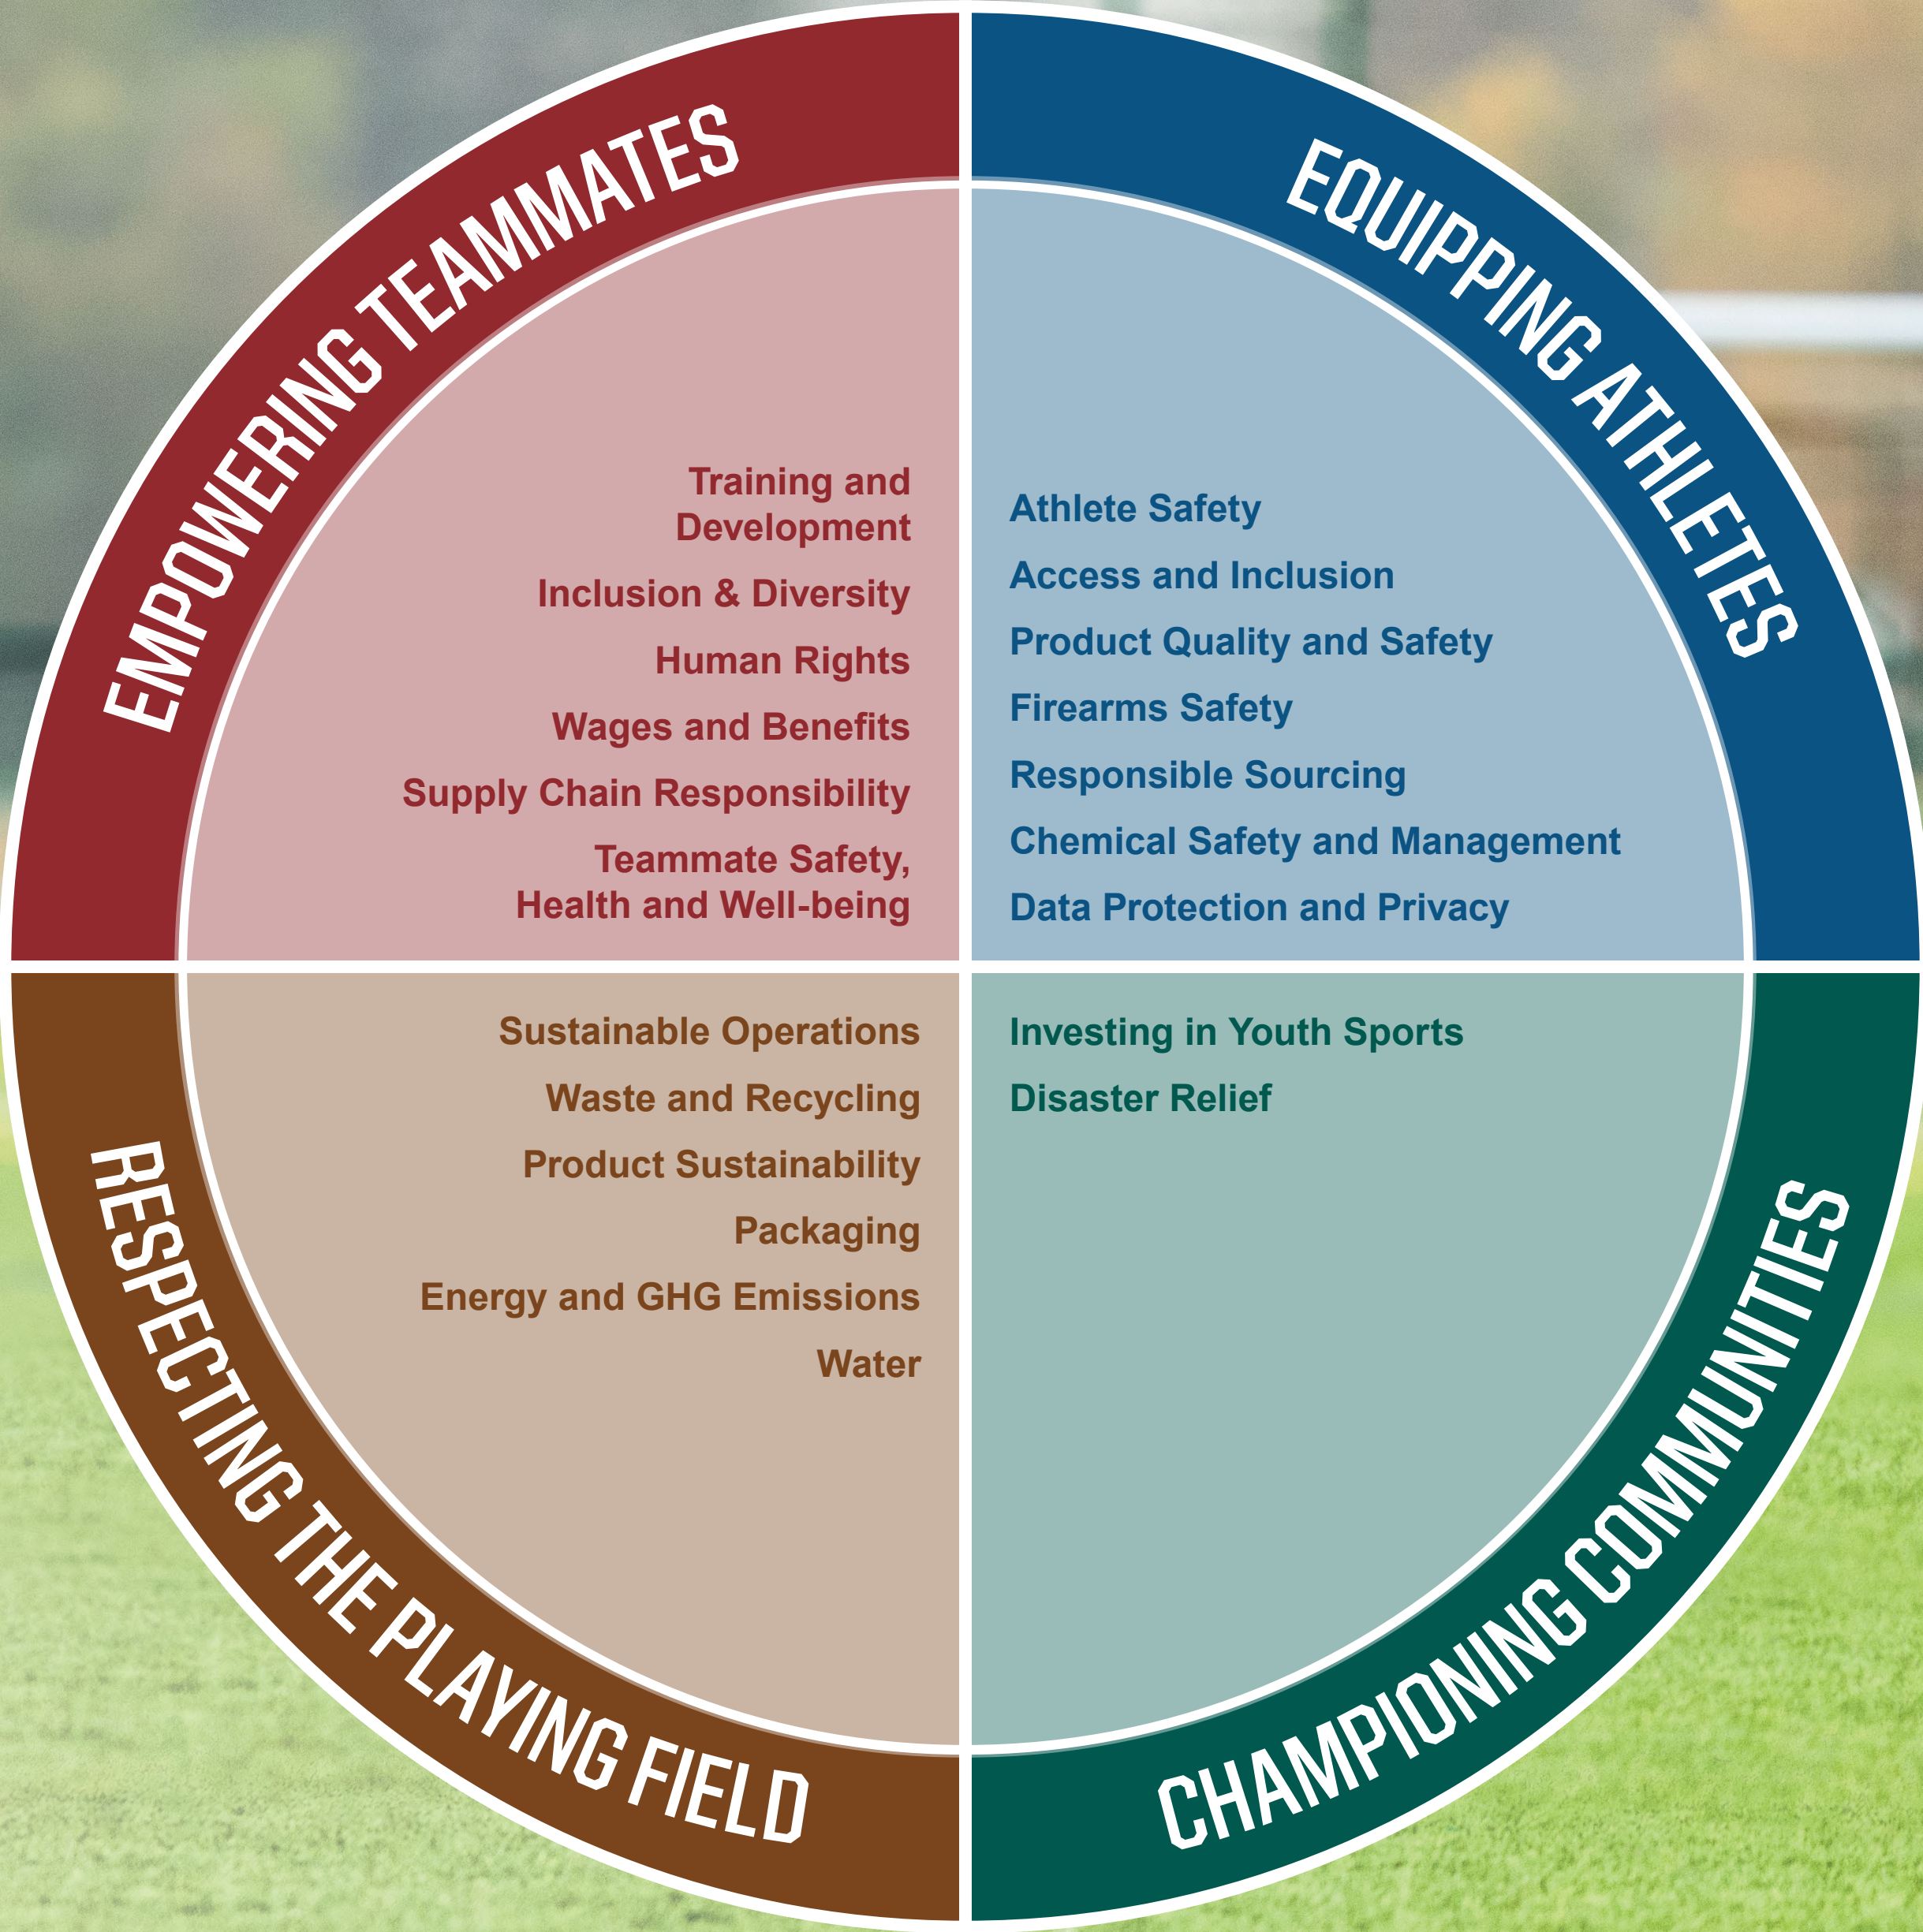 EMPOWERING TEAMMATES
Training and
Development
Inclusion & Diversity
Human Rights
Wages and Benefits
Supply Chain Responsibility
Teammate Safety,
Health and Well-being
EQUIPPING ATHLETES
Athlete Safety
Access and Inclusion
Product Quality and Safety
Firearms Safety
Responsible Sourcing
Chemical Safety and Management
Data Protection and Privacy
RESPECTING THE PLAYING FIELD
Sustainable Operations
Waste and Recycling
Product Sustainability
Packaging
Energy and GHG Emissions
Water
CHAMPIONING COMMUNITIES
Investing in Youth Sports
Disaster Relief